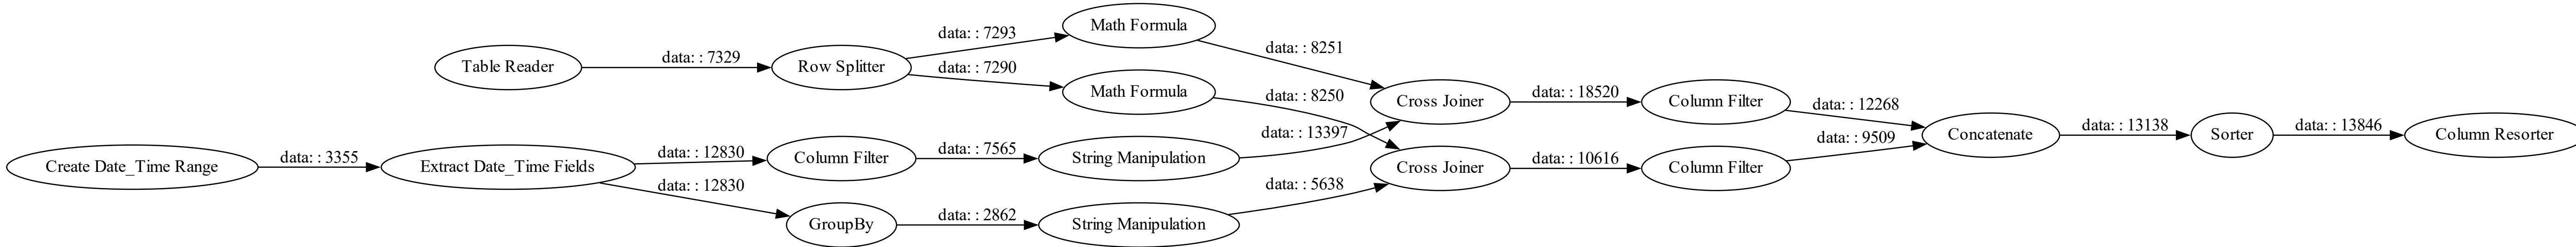 Math Formula
data: : 7293
data: : 8251
Table Reader
data: : 7329
Row Splitter
data: : 7290
Math Formula
data: : 8250
Cross Joiner
data: : 18520
Column Filter
data: : 12268
Create Date_Time Range
data: : 3355
Extract Date_Time Fields
data: : 12830
Column Filter
data: : 7565
String Manipulation
data: : 13397
Cross Joiner
data: : 10616
Column Filter
data: : 9509
Concatenate
data: : 13138
Sorter
data: : 13846
Column Resorter
data: : 12830
GroupBy
data: : 2862
String Manipulation
data: : 5638